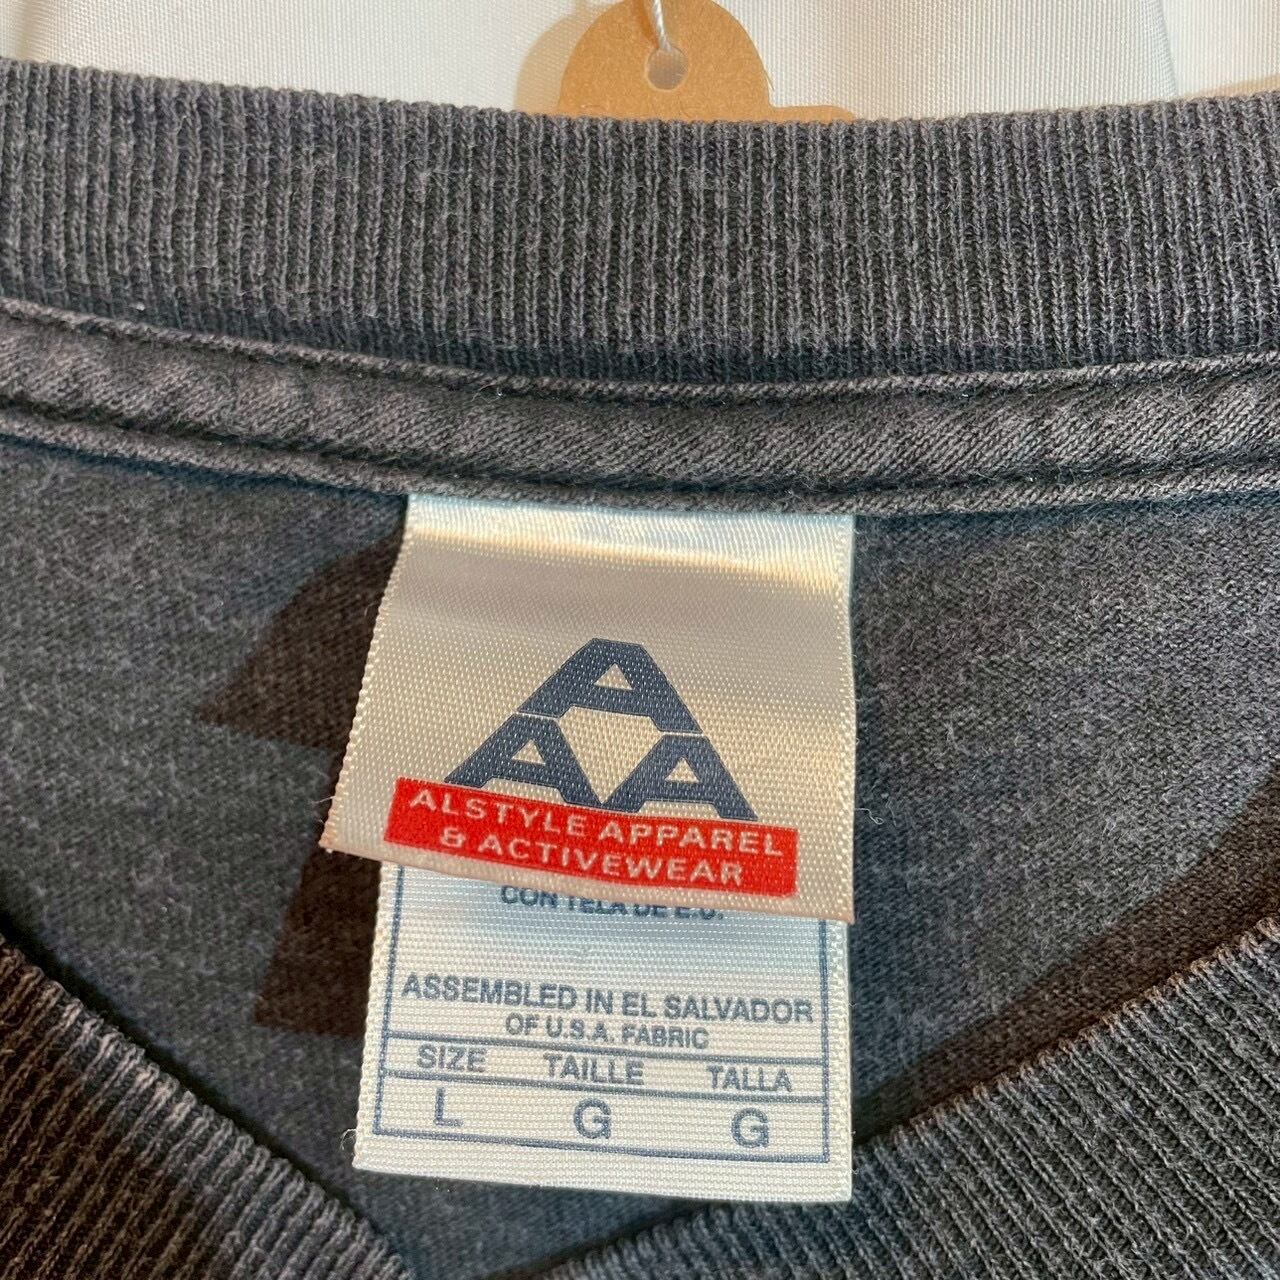 A
A A
ALSTYLE APPAREL
& ACTIVEWEAR
CON TELA DE E.U.
ASSEMBLED IN EL SALVADOR
OF U.S.A. FABRIC
SIZE TAILLE TALLA
L G G